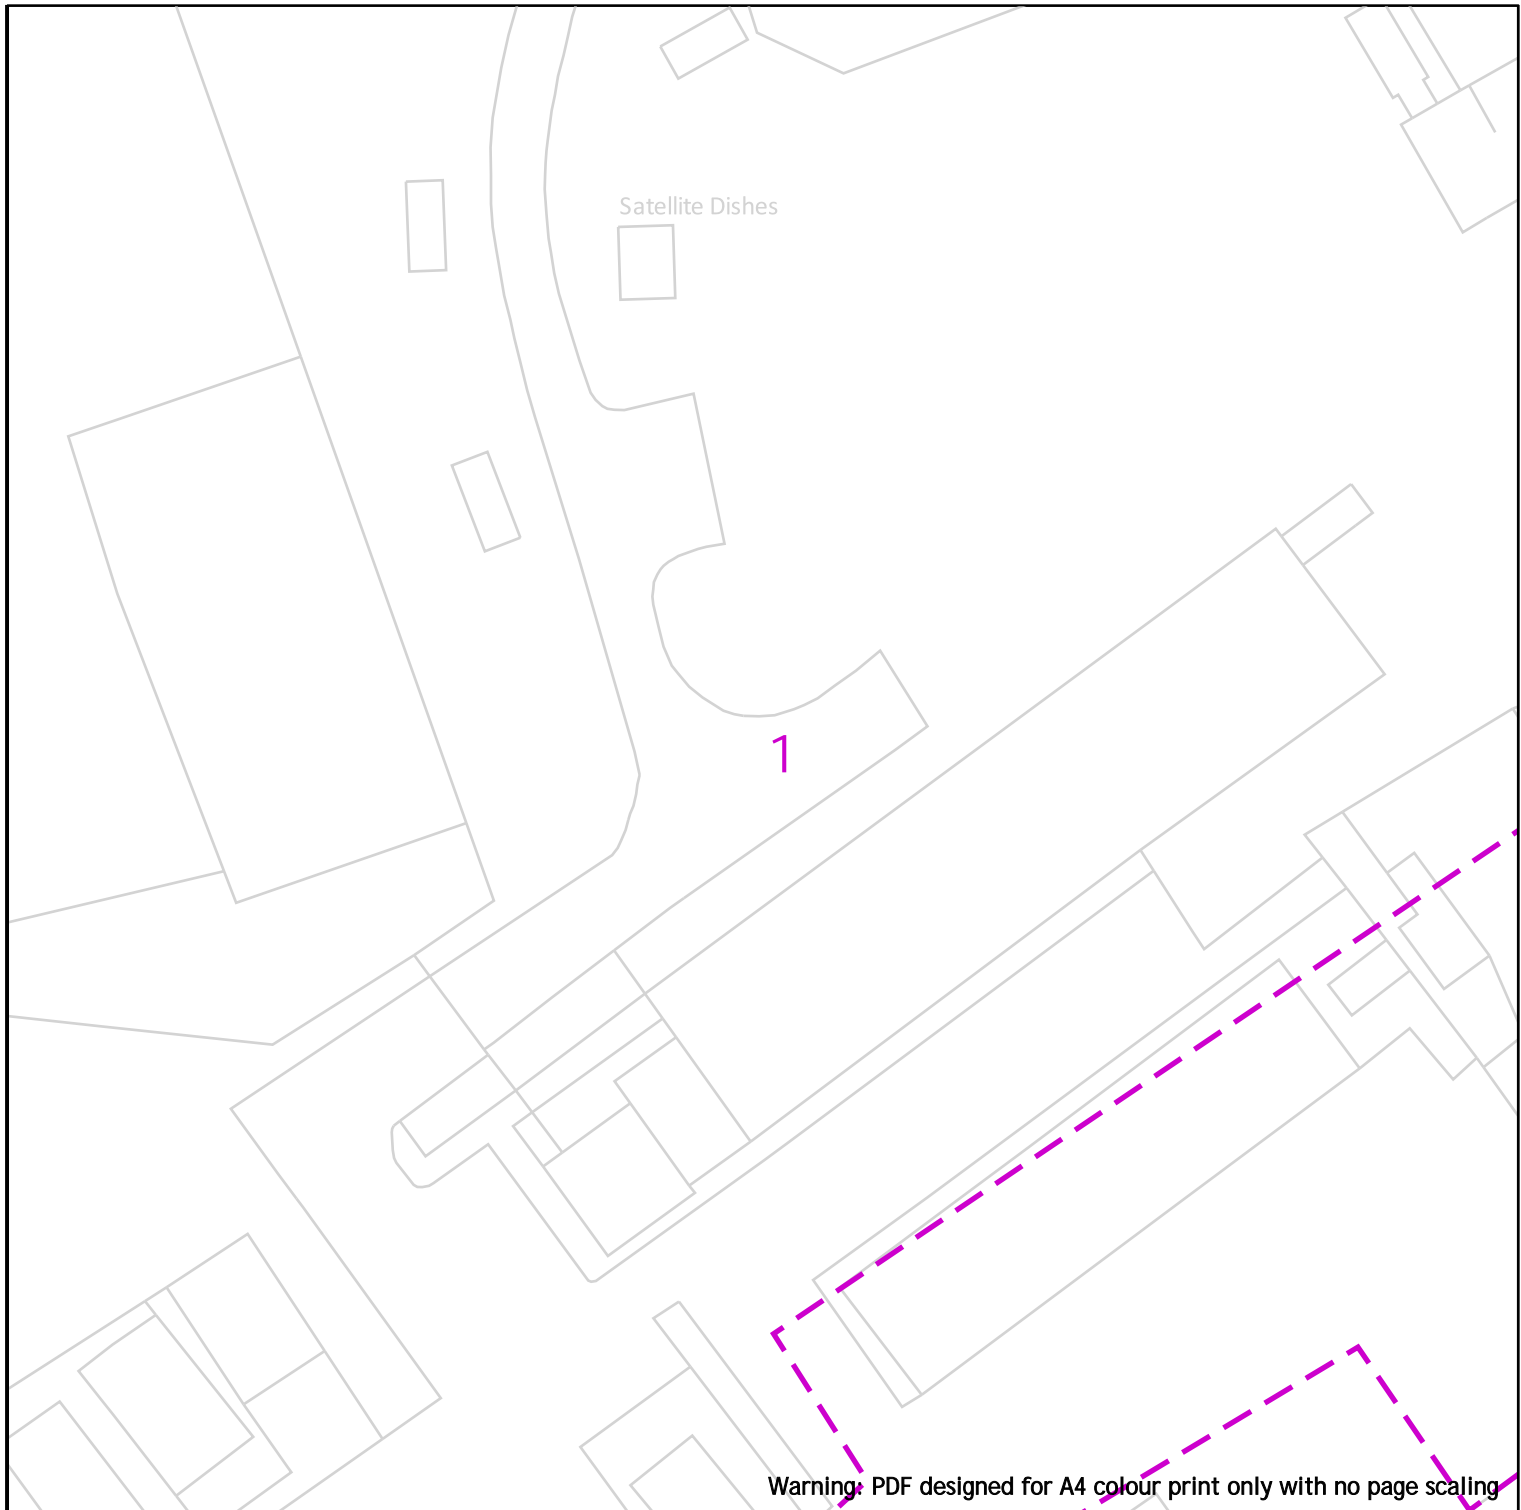 Satellite Dishes
1
Warning: PDF designed for A4 colour print only with no page scaling